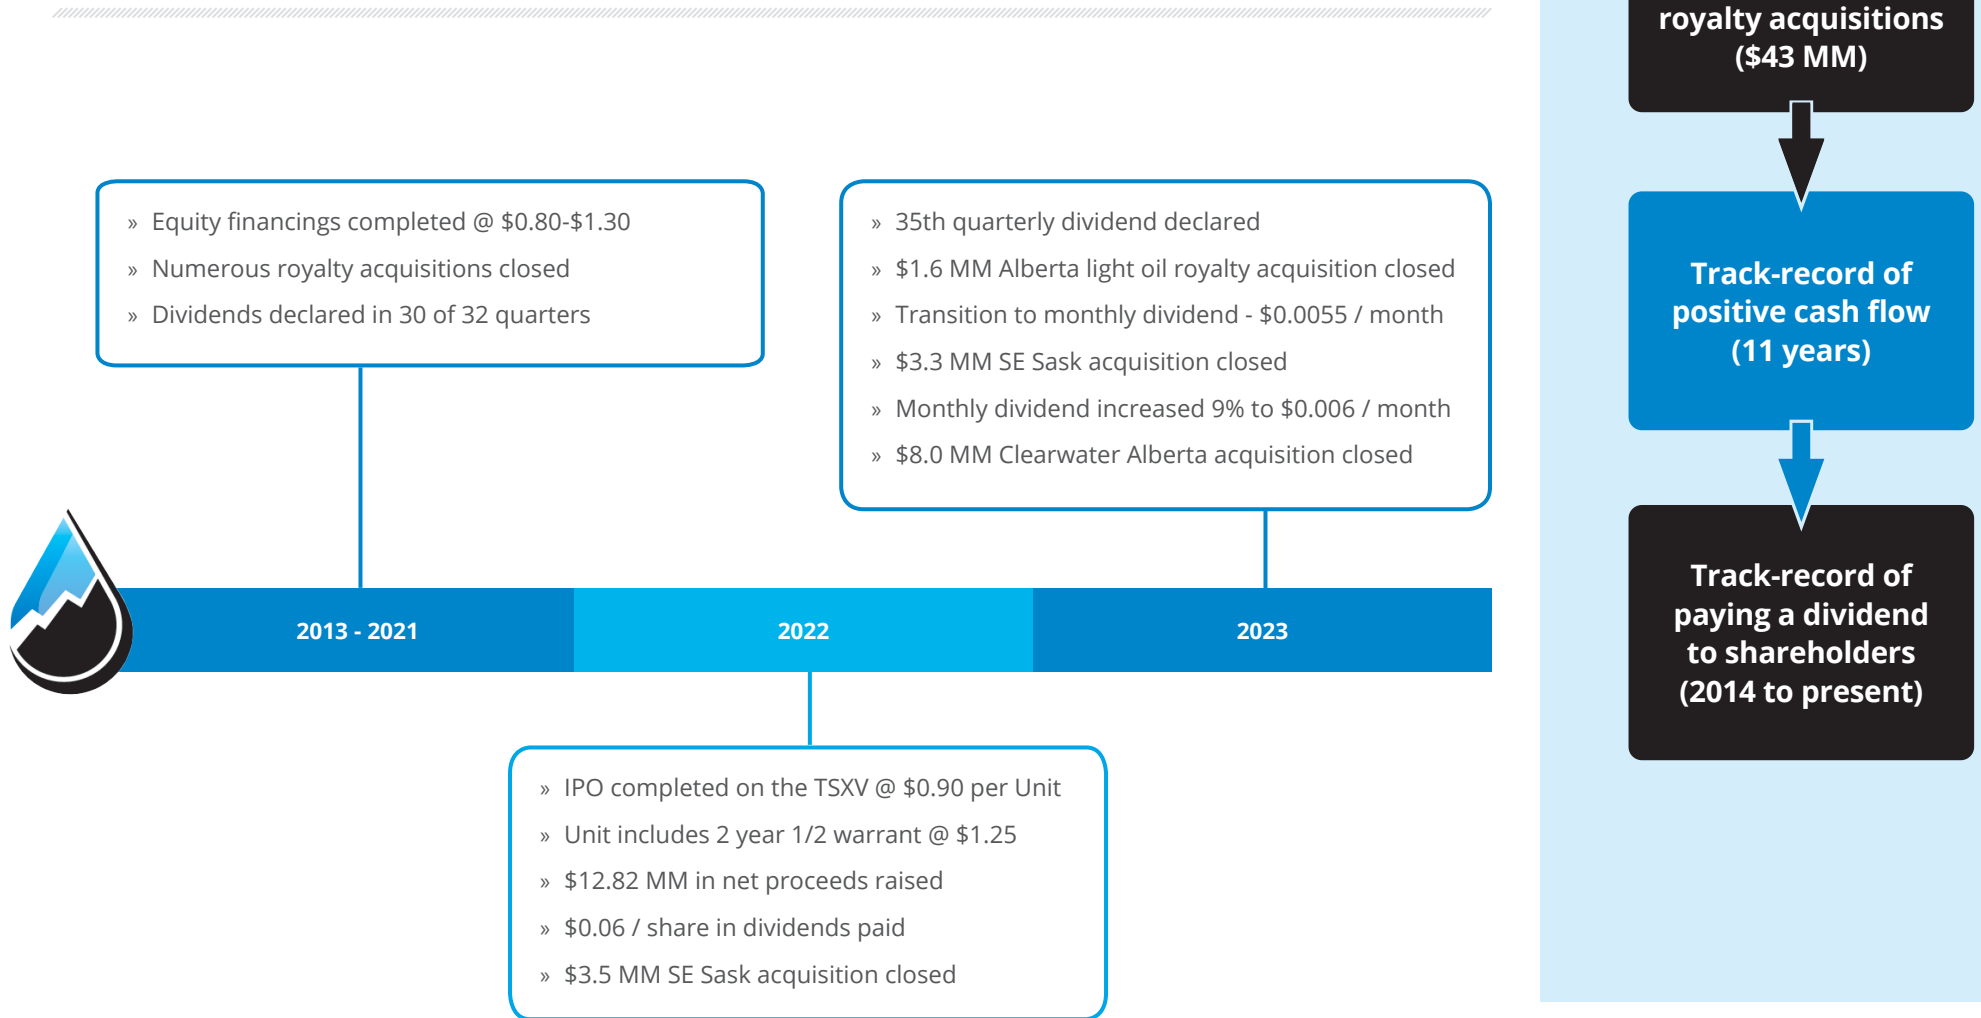 » Equity financings completed @ $0.80-$1.30
» Numerous royalty acquisitions closed
» Dividends declared in 30 of 32 quarters
» 35th quarterly dividend declared
» $1.6 MM Alberta light oil royalty acquisition closed
» Transition to monthly dividend - $0.0055 / month
» $3.3 MM SE Sask acquisition closed
» Monthly dividend increased 9% to $0.006 / month
» $8.0 MM Clearwater Alberta acquisition closed
2013 - 2021
2022
2023
» IPO completed on the TSXV @ $0.90 per Unit
» Unit includes 2 year 1/2 warrant @ $1.25
» $12.82 MM in net proceeds raised
» $0.06 / share in dividends paid
» $3.5 MM SE Sask acquisition closed
royalty acquisitions
($43 MM)
Track-record of
positive cash flow
(11 years)
Track-record of
paying a dividend
to shareholders
(2014 to present)